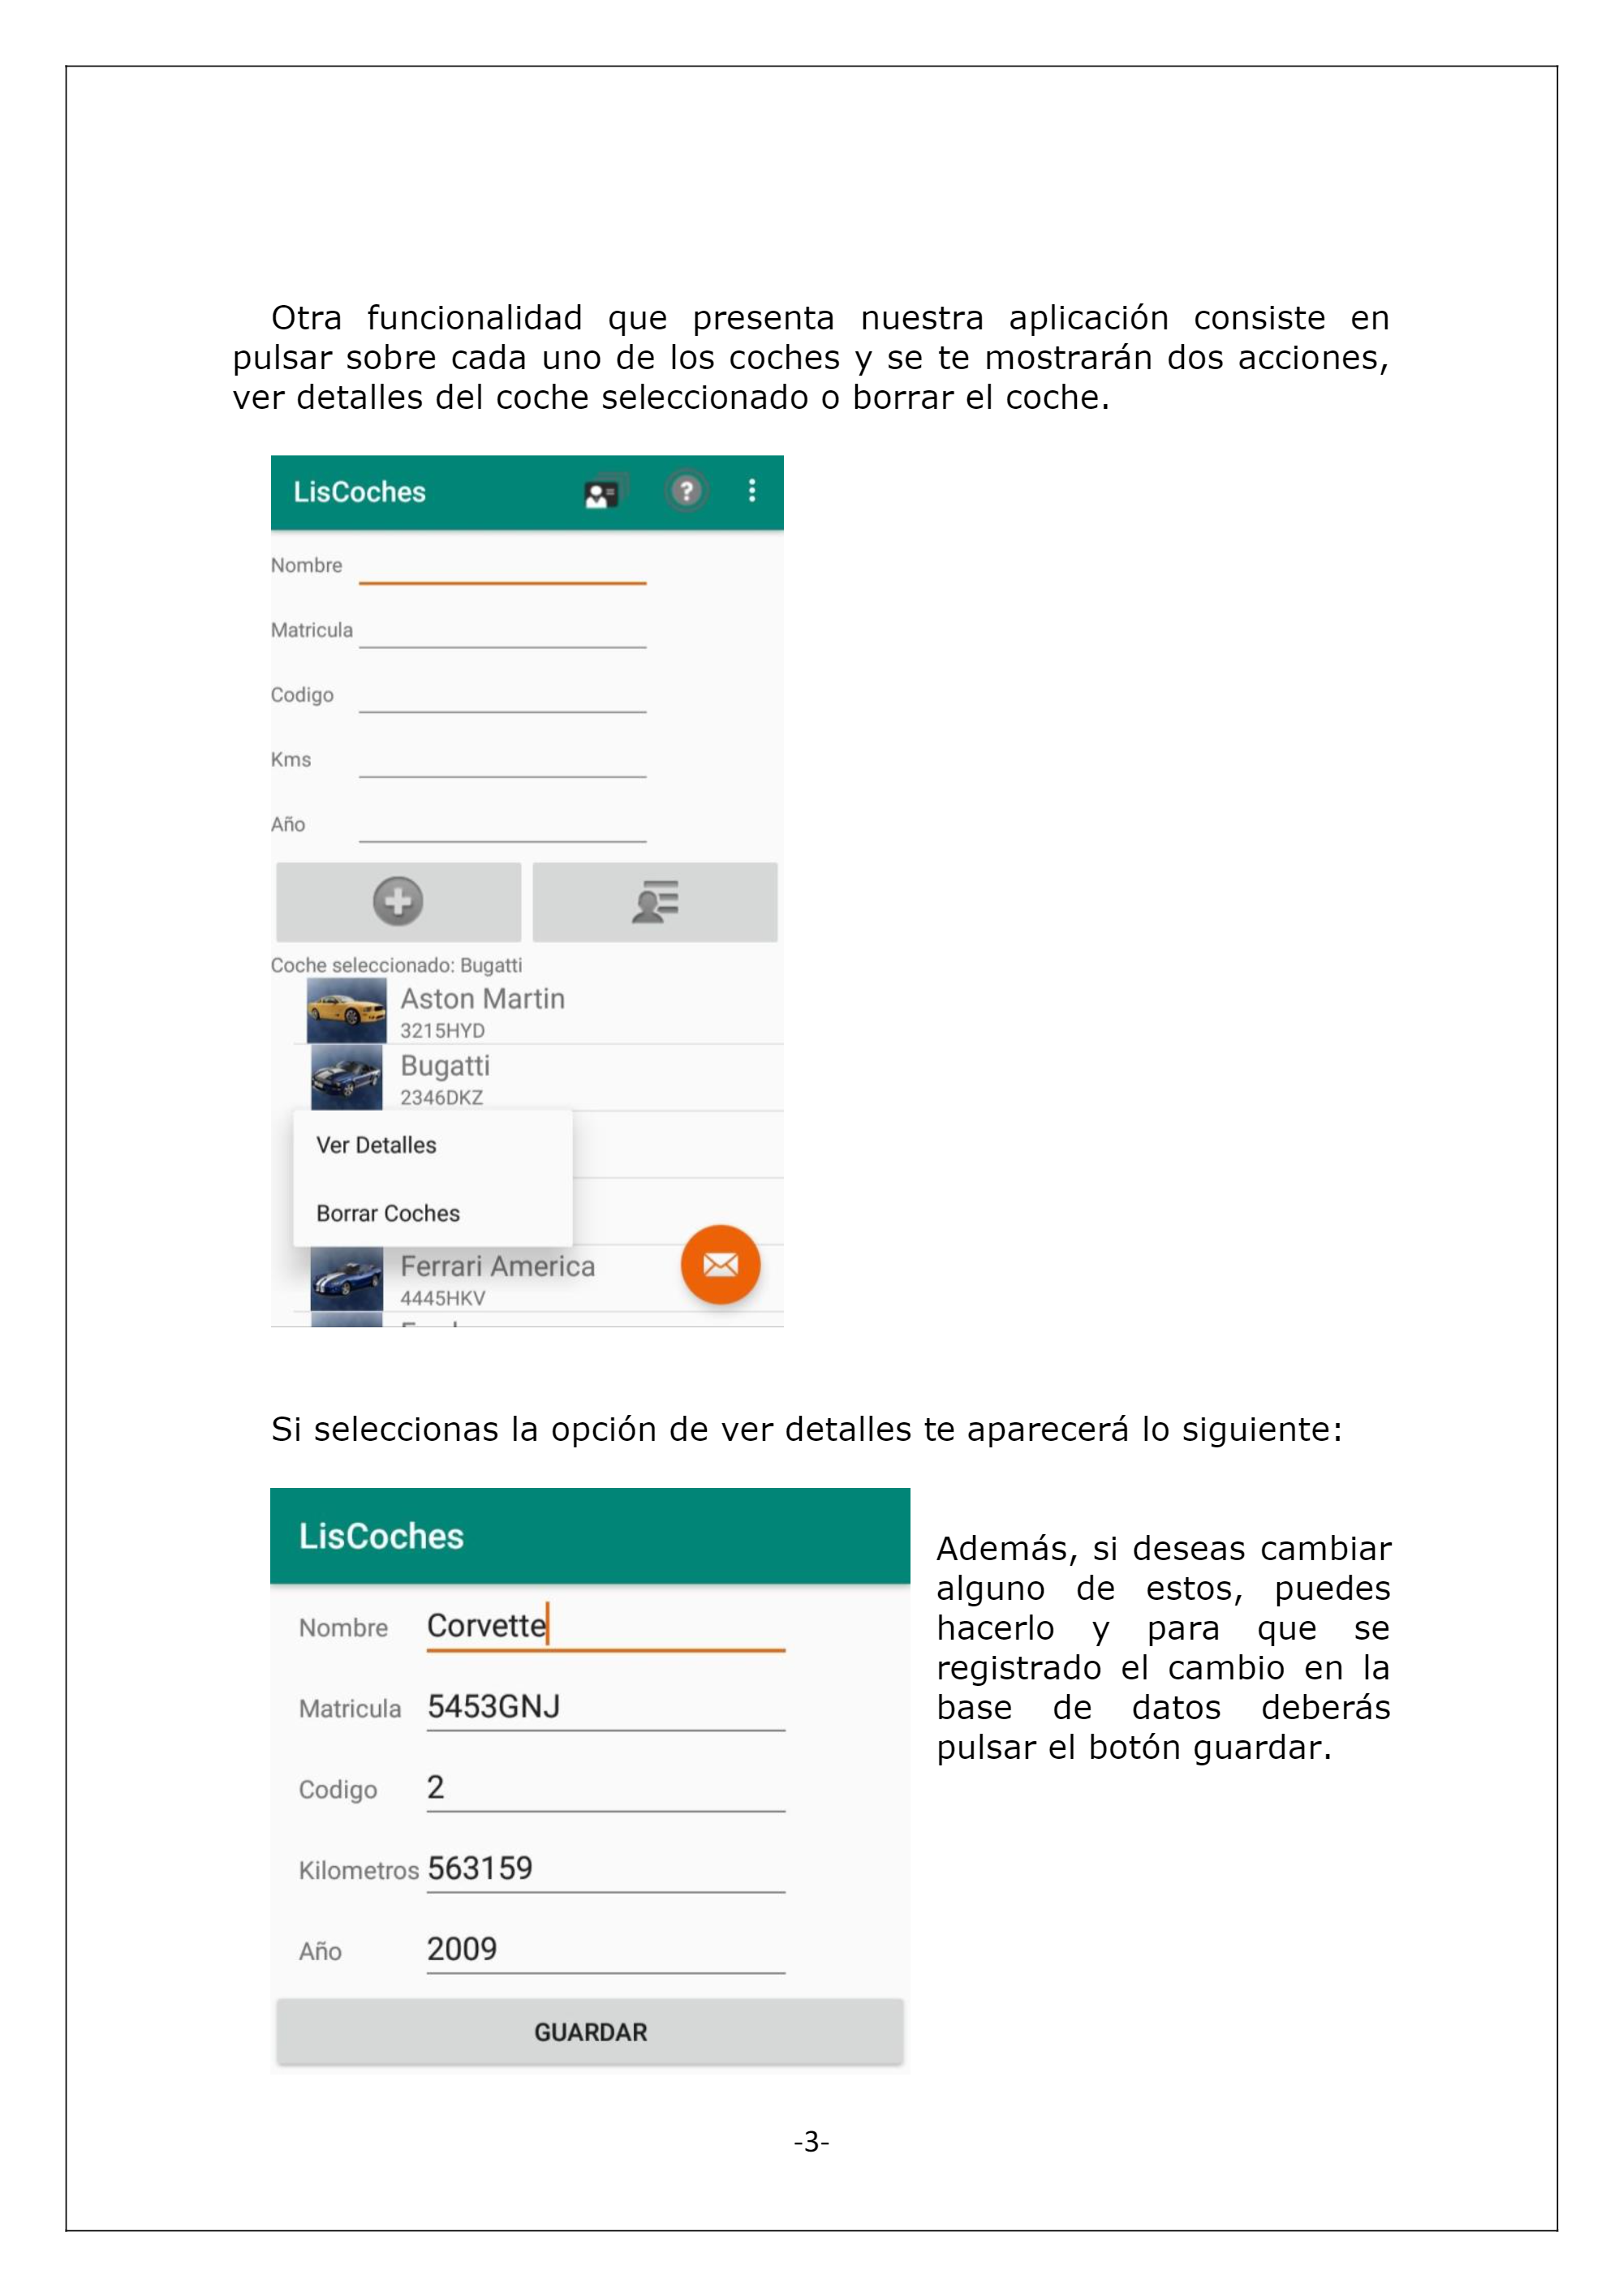 Otra funcionalidad que presenta nuestra aplicación consiste en
pulsar sobre cada uno de los coches y se te mostrarán dos acciones,
ver detalles del coche seleccionado o borrar el coche.
LisCoches
Nombre
Matricula
Codigo
Kms
Año
Coche seleccionado: Bugatti
Aston Martin
3215HYD
Bugatti
2346DKZ
Ver Detalles
Borrar Coches
Ferrari America
4445HKV
Si seleccionas la opción de ver detalles te aparecerá lo siguiente:
LisCoches
Nombre Corvette
Matricula 5453GNJ
Codigo 2
Kilometros 563159
Año 2009
GUARDAR
Además, si deseas cambiar
alguno de estos, puedes
hacerlo y para que se
registrado el cambio en la
base de datos deberás
pulsar el botón guardar.
-3-